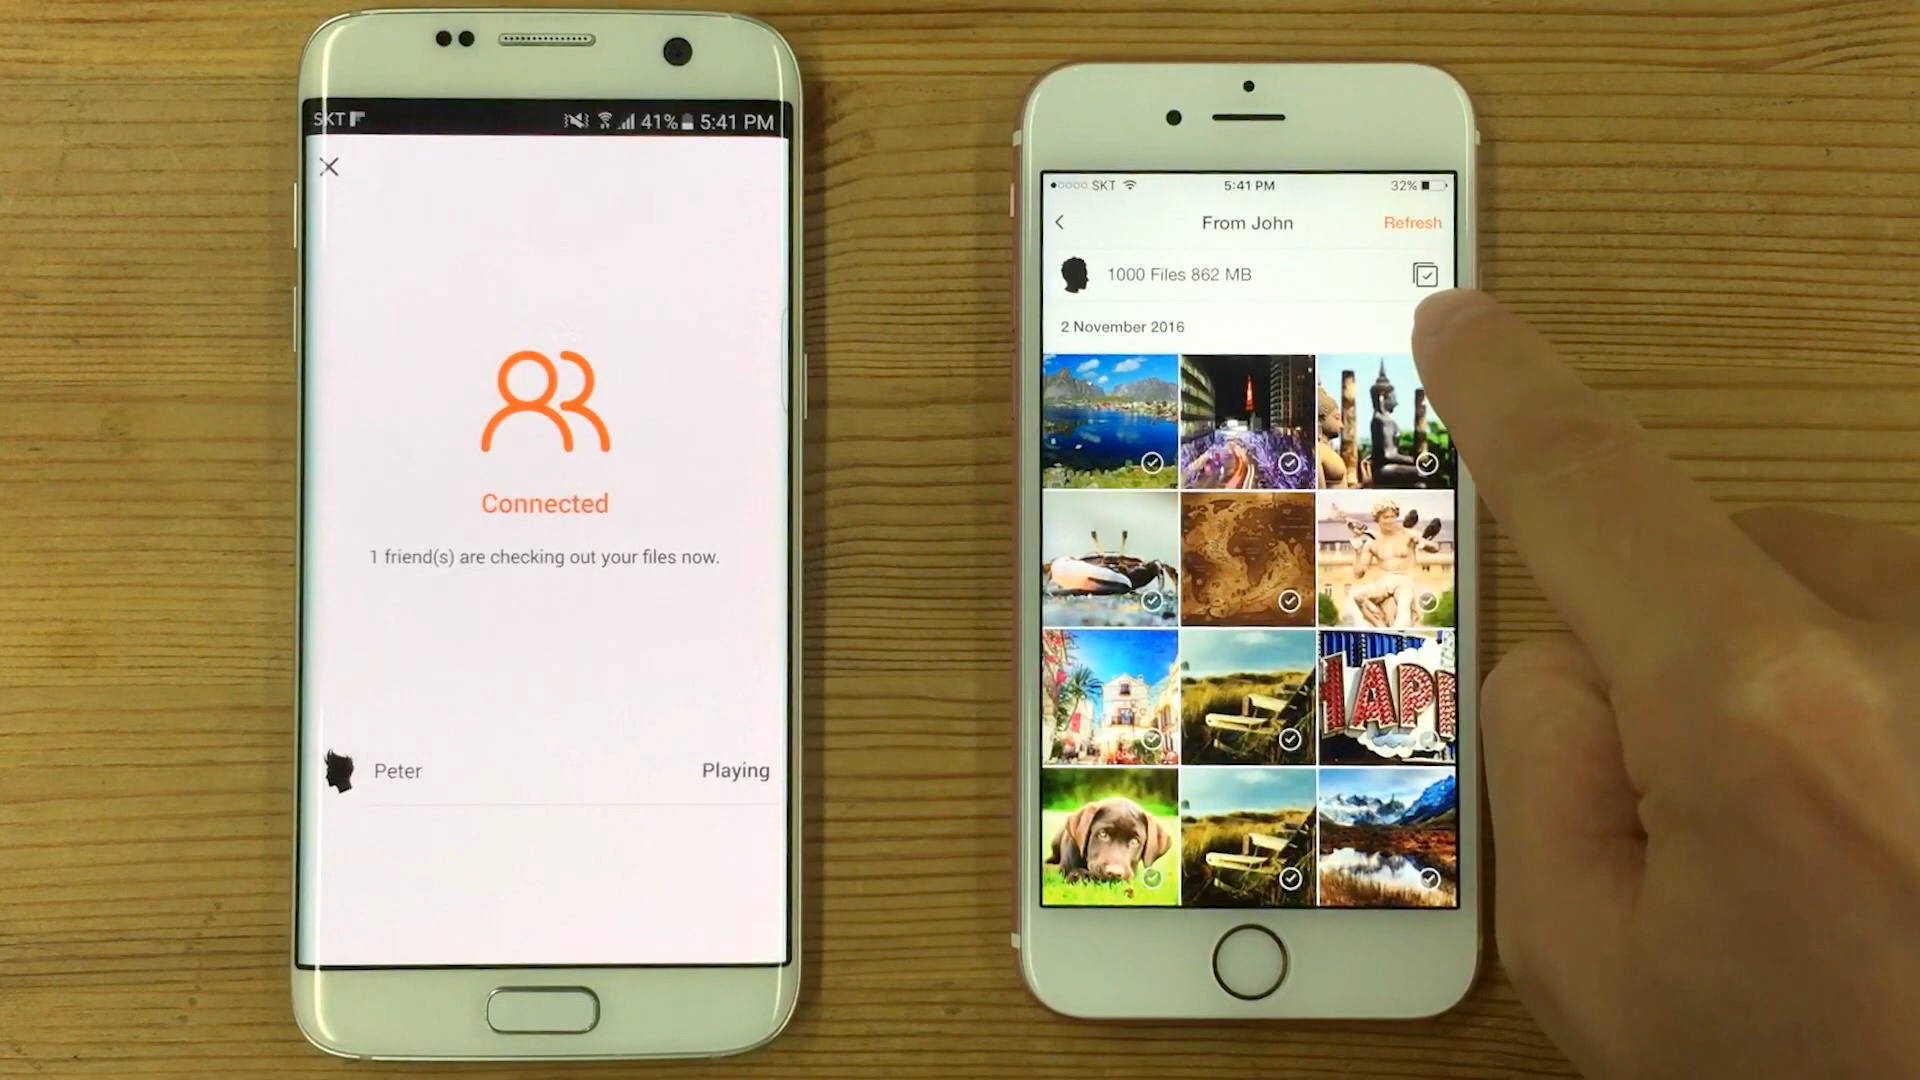 SKT
41%
5:41 PM
Connected
1 friend(s) are checking out your files now.
Peter
Playing
SKT
5:41 PM
32%
From John
Refresh
1000 Files 862 MB
2 November 2016
HAPP